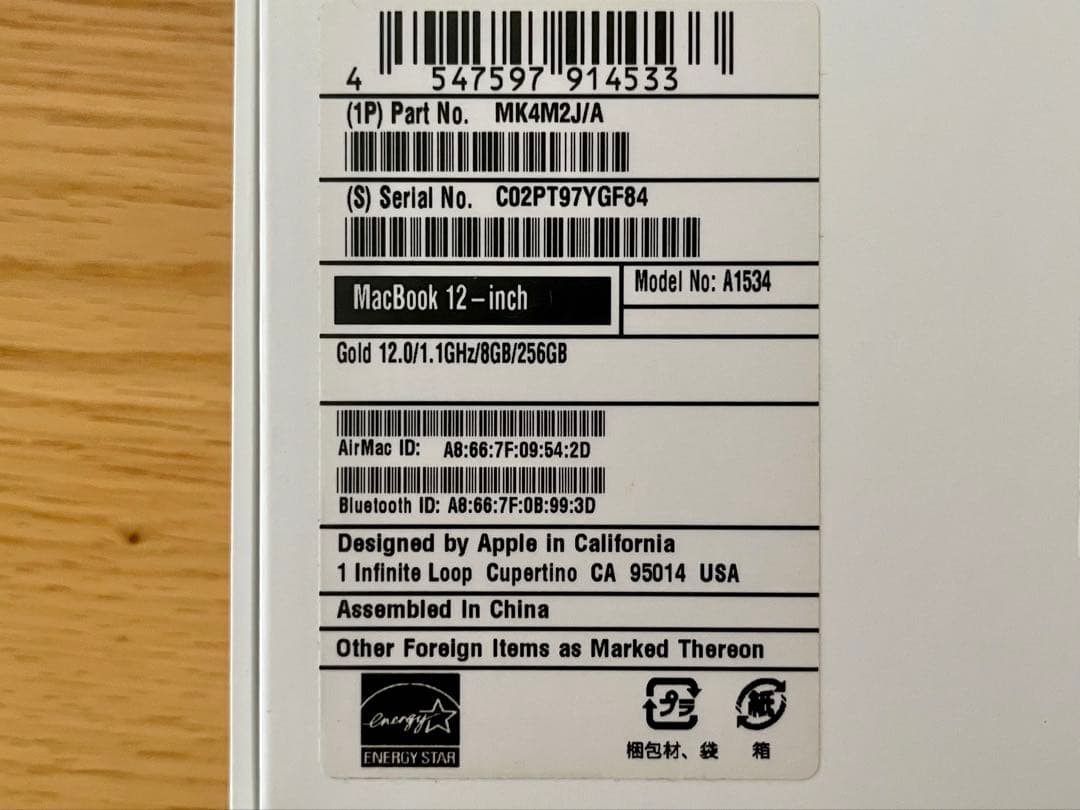 4 547597 914533
(1P) Part No. MK4M2J/A
(S) Serial No. C02PT97YGF84
MacBook 12-inch
Model No: A1534
Gold 12.0/1.1GHz/8GB/256GB
AirMac ID: A8:66:7F:09:54:2D
Bluetooth ID: A8:66:7F:0B:99:3D
Designed by Apple in California
1 Infinite Loop Cupertino CA 95014 USA
Assembled In China
Other Foreign Items as Marked Thereon
energy
ENERGY STAR
プラ
紙
梱包材、袋
箱